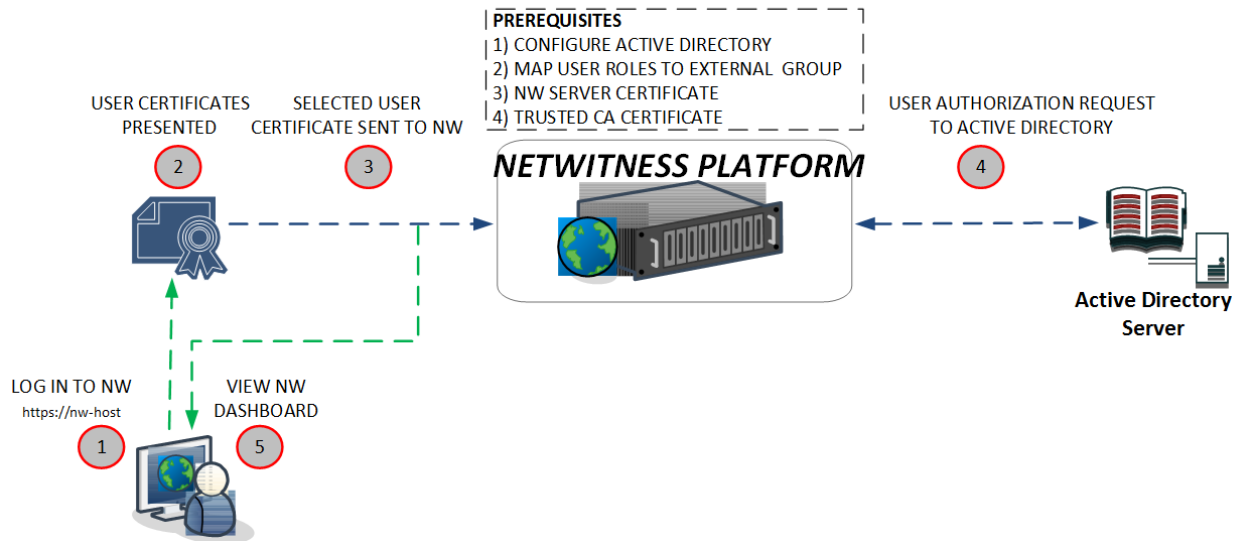 PREREQUISITES
1) CONFIGURE ACTIVE DIRECTORY
2) MAP USER ROLES TO EXTERNAL GROUP
3) NW SERVER CERTIFICATE
4) TRUSTED CA CERTIFICATE
USER CERTIFICATES
PRESENTED
2
SELECTED USER
CERTIFICATE SENT TO NW
3
NETWITNESS PLATFORM
USER AUTHORIZATION REQUEST
TO ACTIVE DIRECTORY
4
Active Directory
Server
LOG IN TO NW
https://nw-host
1
VIEW NW
DASHBOARD
5